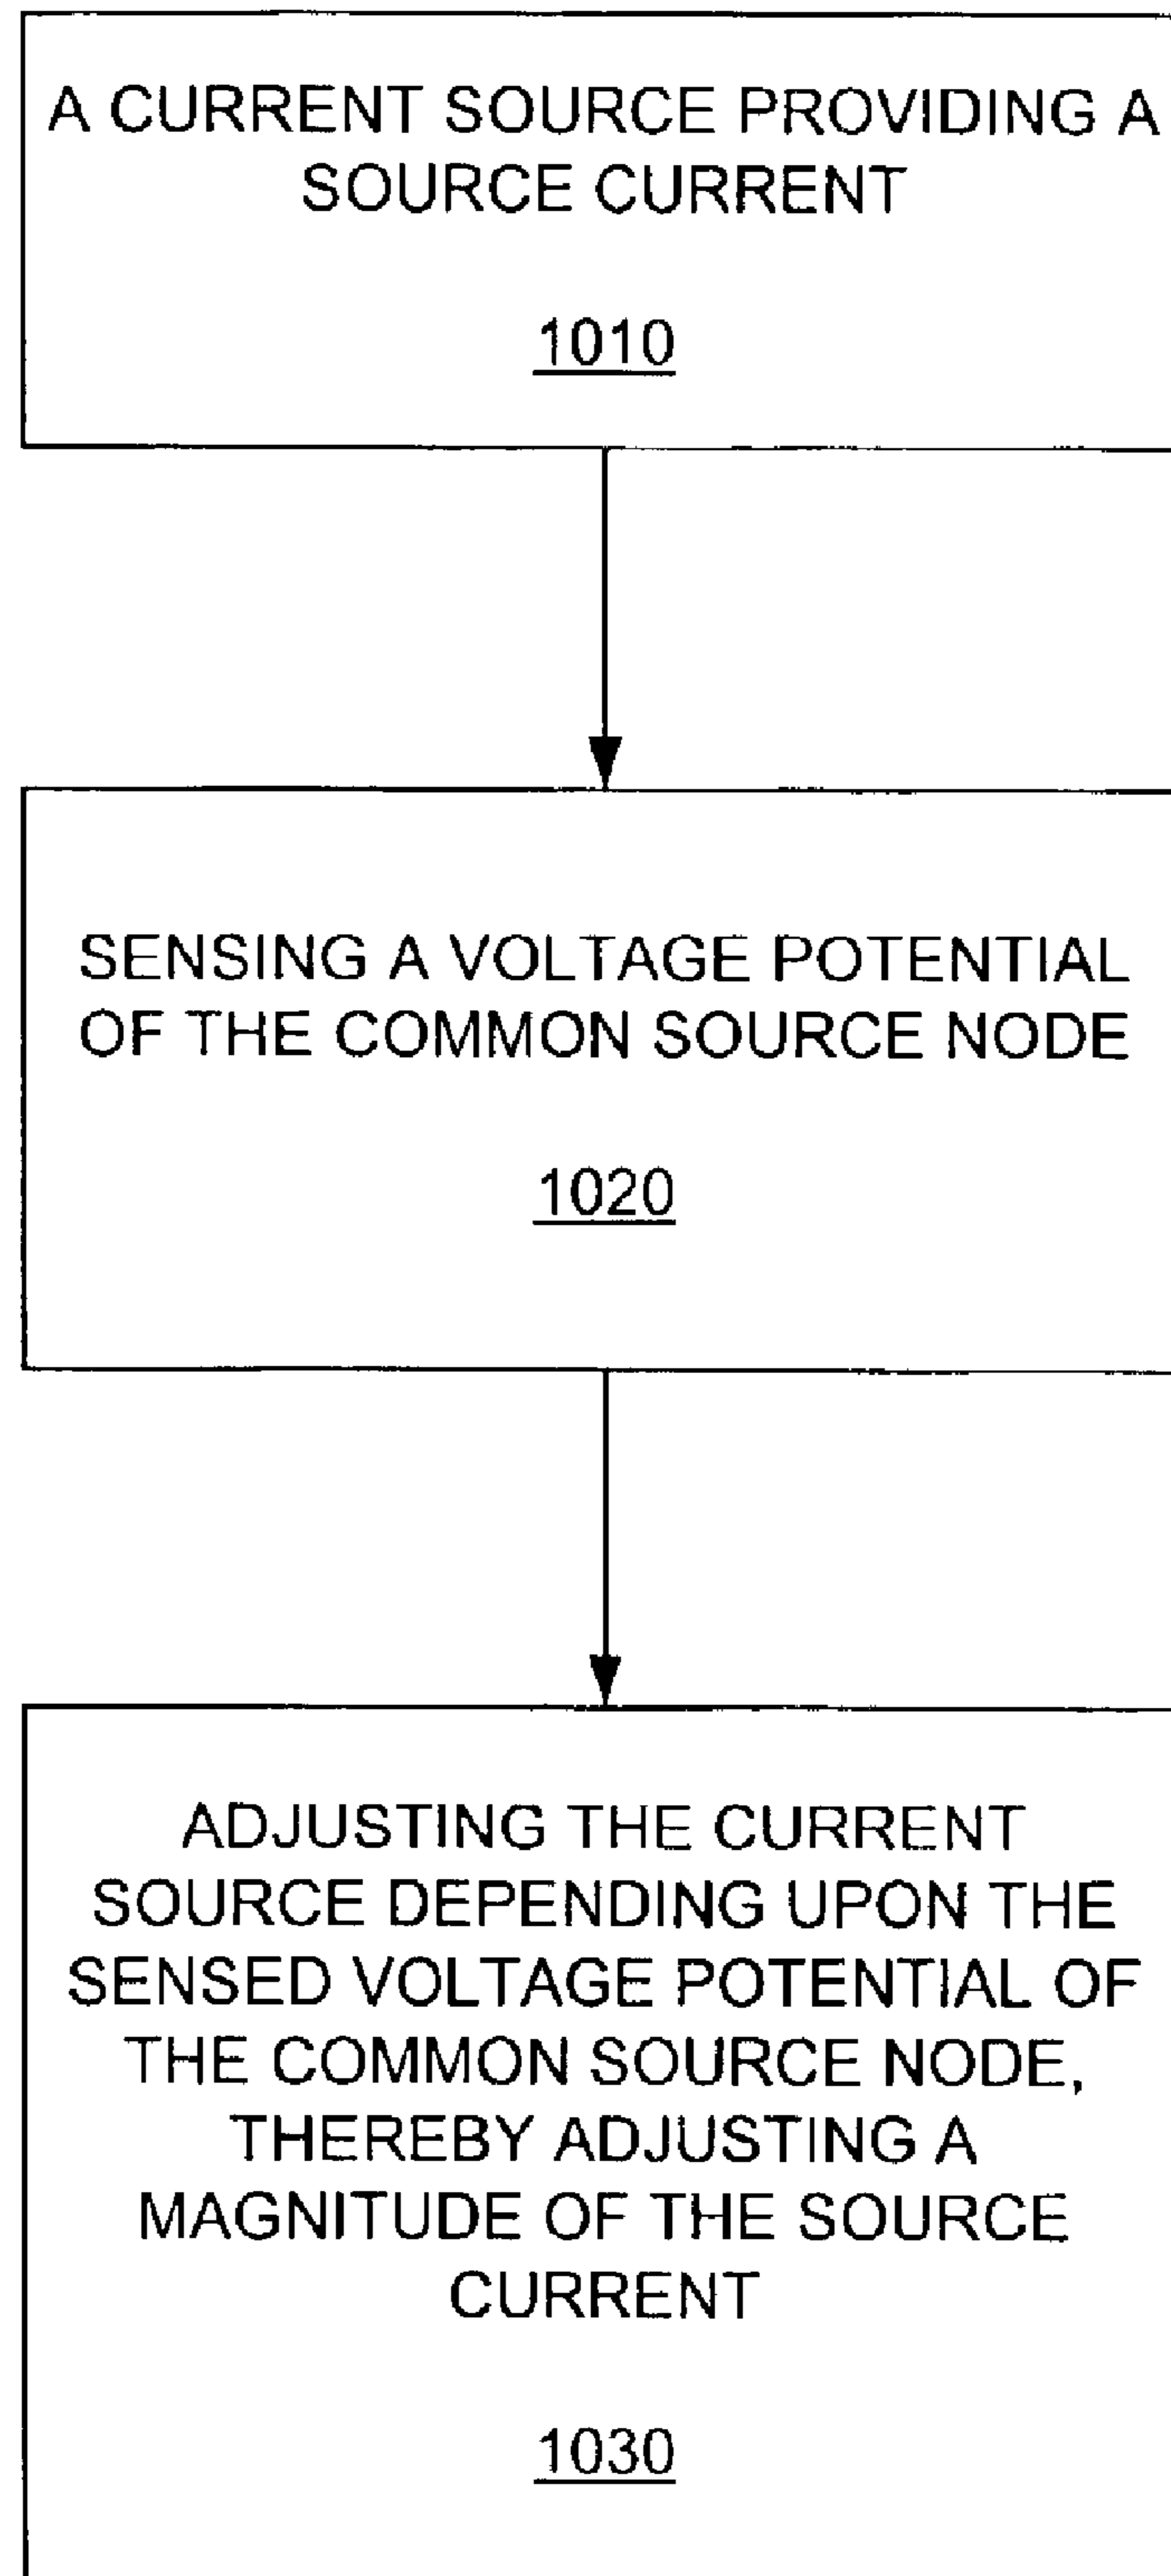 A CURRENT SOURCE PROVIDING A
SOURCE CURRENT
1010
SENSING A VOLTAGE POTENTIAL
OF THE COMMON SOURCE NODE
1020
ADJUSTING THE CURRENT
SOURCE DEPENDING UPON THE
SENSED VOLTAGE POTENTIAL OF
THE COMMON SOURCE NODE,
THEREBY ADJUSTING A
MAGNITUDE OF THE SOURCE
CURRENT
1030